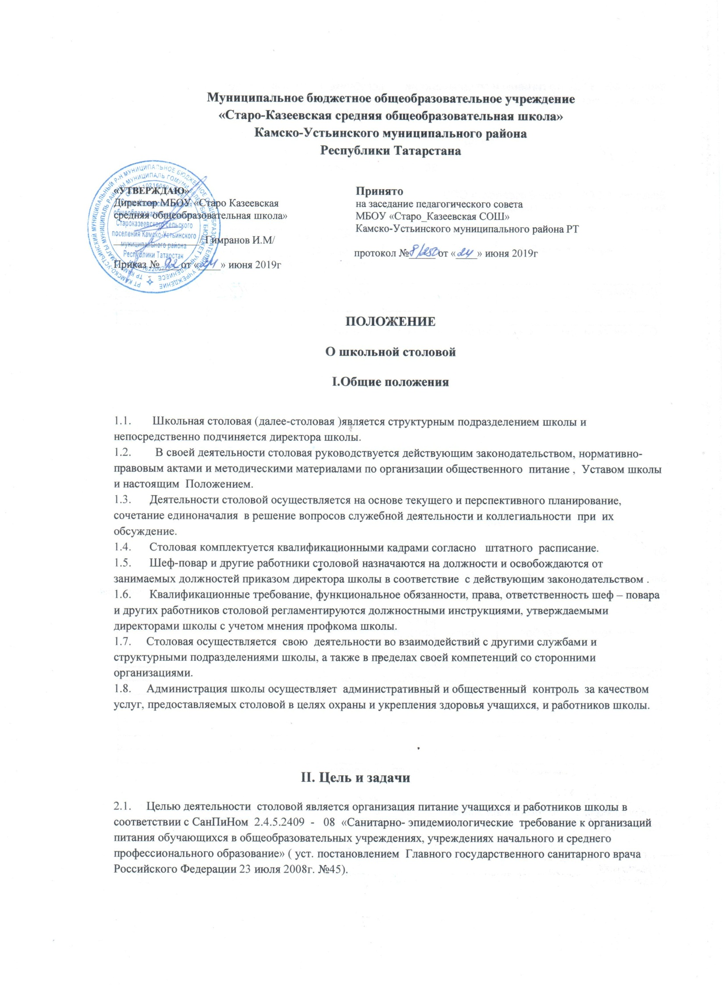 Муниципальное бюджетное общеобразовательное учреждение
«Старо-Казеевская средняя общеобразовательная школа»
Камско-Устьинского муниципального района
Республики Татарстана
«УТВЕРЖДАЮ»
Директор МБОУ «Старо Казеевская
средняя общеобразовательная школа»
/ Гимранов И.М/
Приказ № 92 от «24» июня 2019г
РТ КАМСКО-УСТЬИНСКИЙ МУНИЦИПАЛЬНЫЙ Р-Н МУНИЦИПАЛЬНОЕ БЮДЖЕТНОЕ ОБЩЕОБРАЗОВАТЕЛЬНОЕ УЧРЕЖДЕНИЕ
общеобразовательная
Староказеевского сельского
поселения Камско-Устьинского
муниципального района
Республики Татарстан
Принято
на заседание педагогического совета
МБОУ «Старо_Казеевская СОШ»
Камско-Устьинского муниципального района РТ
протокол № 8/250 от «24» июня 2019г
ПОЛОЖЕНИЕ
О школьной столовой
I.Общие положения
1.1. Школьная столовая (далее-столовая )является структурным подразделением школы и
непосредственно подчиняется директора школы.
1.2. В своей деятельности столовая руководствуется действующим законодательством, нормативно-
правовым актами и методическими материалами по организации общественного питание , Уставом школы
и настоящим Положением.
1.3. Деятельности столовой осуществляется на основе текущего и перспективного планирование,
сочетание единоначалия в решение вопросов служебной деятельности и коллегиальности при их
обсуждение.
1.4. Столовая комплектуется квалификационными кадрами согласно штатного расписание.
1.5. Шеф-повар и другие работники столовой назначаются на должности и освобождаются от
занимаемых должностей приказом директора школы в соответствие с действующим законодательством .
1.6. Квалификационные требование, функциональное обязанности, права, ответственность шеф – повара
и других работников столовой регламентируются должностными инструкциями, утверждаемыми
директорами школы с учетом мнения профкома школы.
1.7. Столовая осуществляется свою деятельности во взаимодействий с другими службами и
структурными подразделениями школы, а также в пределах своей компетенций со сторонними
организациями.
1.8. Администрация школы осуществляет административный и общественный контроль за качеством
услуг, предоставляемых столовой в целях охраны и укрепления здоровья учащихся, и работников школы.
II. Цель и задачи
2.1. Целью деятельности столовой является организация питание учащихся и работников школы в
соответствии с СанПиНом 2.4.5.2409 - 08 «Санитарно- эпидемиологические требование к организаций
питания обучающихся в общеобразовательных учреждениях, учреждениях начального и среднего
профессионального образование» ( уст. постановлением Главного государственного санитарного врача
Российского Федерации 23 июля 2008г. №45).